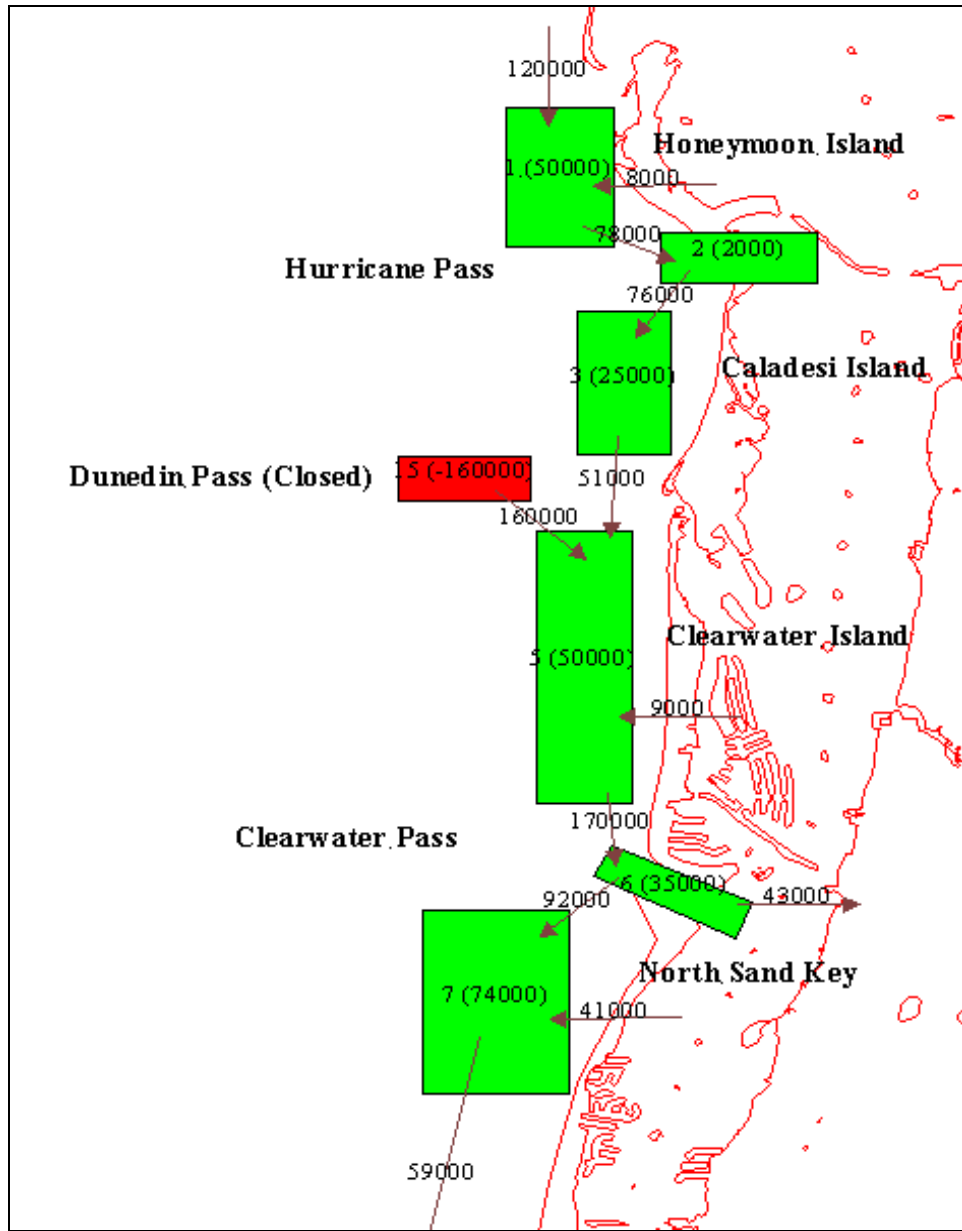 120000
Honeymoon Island
1 (50000)
8000
78000
2 (2000)
Hurricane Pass
76000
Caladesi Island
3 (25000)
Dunedin Pass (Closed)
15 (-160000)
51000
160000
Clearwater Island
5 (50000)
9000
170000
Clearwater Pass
6 (35000)
43000
92000
North Sand Key
7 (74000)
41000
59000